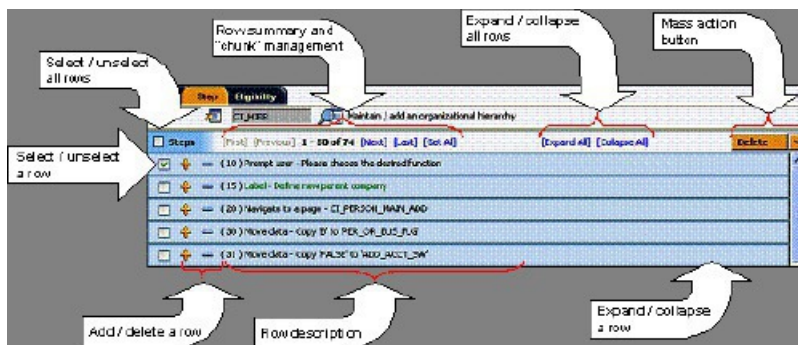 Row summary and
"chunk" management
Expand / collapse
all rows
Mass action
button
Select / unselect
all rows
Step Eligibility
CI_HIER Maintain / add an organizational hierarchy
Steps [First] [Previous] 1 - 30 of 74 [Next] [Last] [Get All] [Expand All] [Collapse All] Delete
Select / unselect
a row
(10) Prompt user - Please choose the desired function
(15) Label - Define new parent company
(20) Navigate to a page - CI_PERSON_MAIN_ADD
(30) Move data - Copy 'B' to PER_OR_BUS_FLG'
(31) Move data - copy 'FALSE' to 'ADD_ACCT_SW'
Add / delete a row
Row description
Expand / collapse
a row